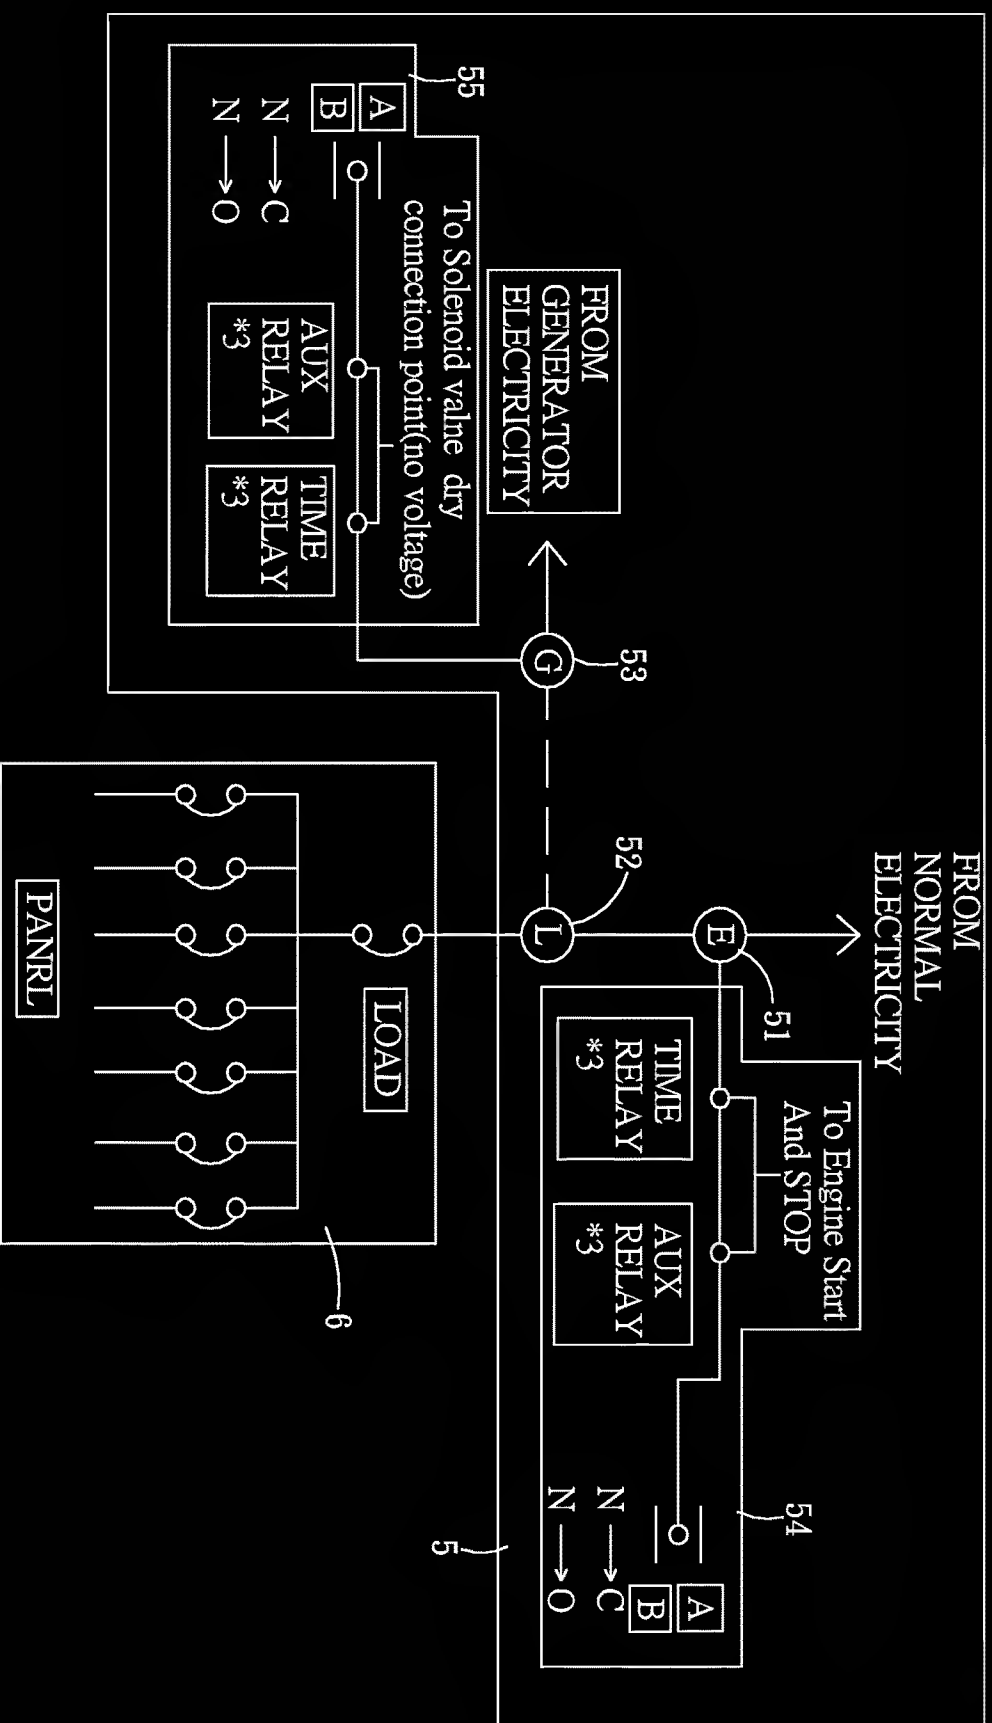 FROM
NORMAL
ELECTRICITY
FROM
GENERATOR
ELECTRICITY
55
A
B
N→C
N→O
To Solenoid valne dry
connection point(no voltage)
AUX
RELAY
*3
TIME
RELAY
*3
G
53
L
52
E
51
To Engine Start
And STOP
TIME
RELAY
*3
AUX
RELAY
*3
54
A
B
N→C
N→O
5
LOAD
PANRL
6